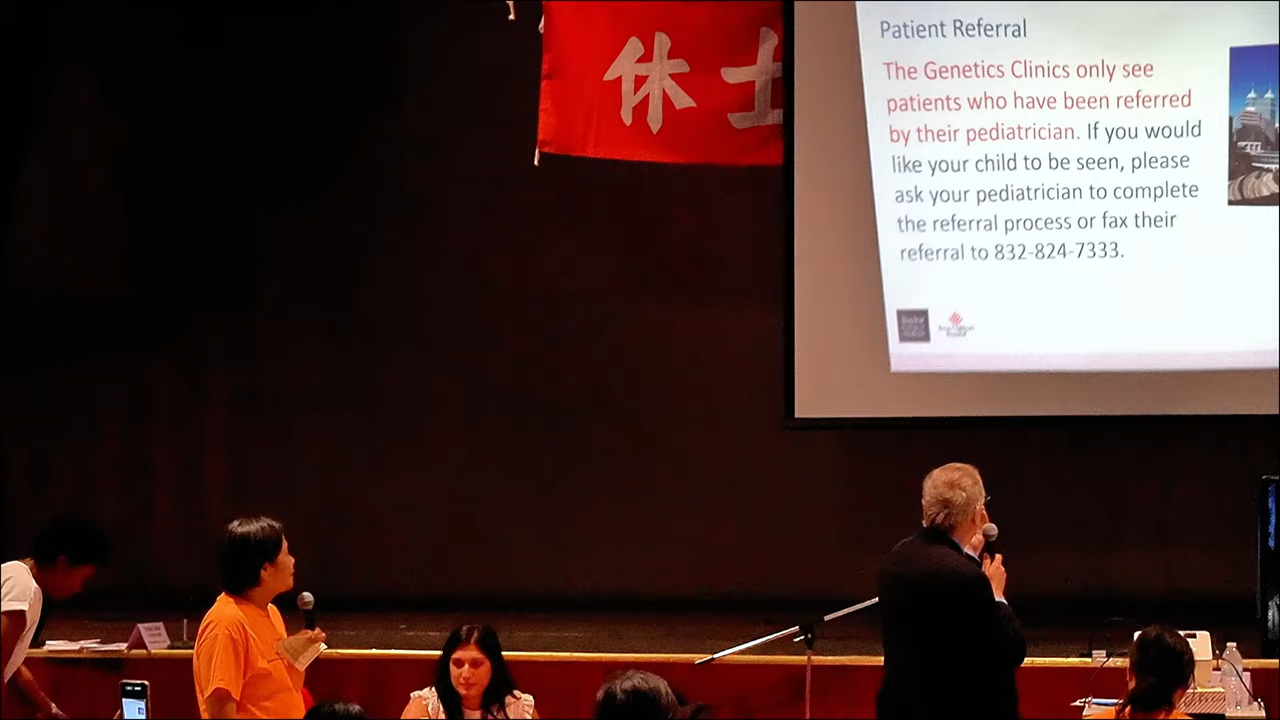 休士
Patient Referral
The Genetics Clinics only see
patients who have been referred
by their pediatrician. If you would
like your child to be seen, please
ask your pediatrician to complete
the referral process or fax their
referral to 832-824-7333.